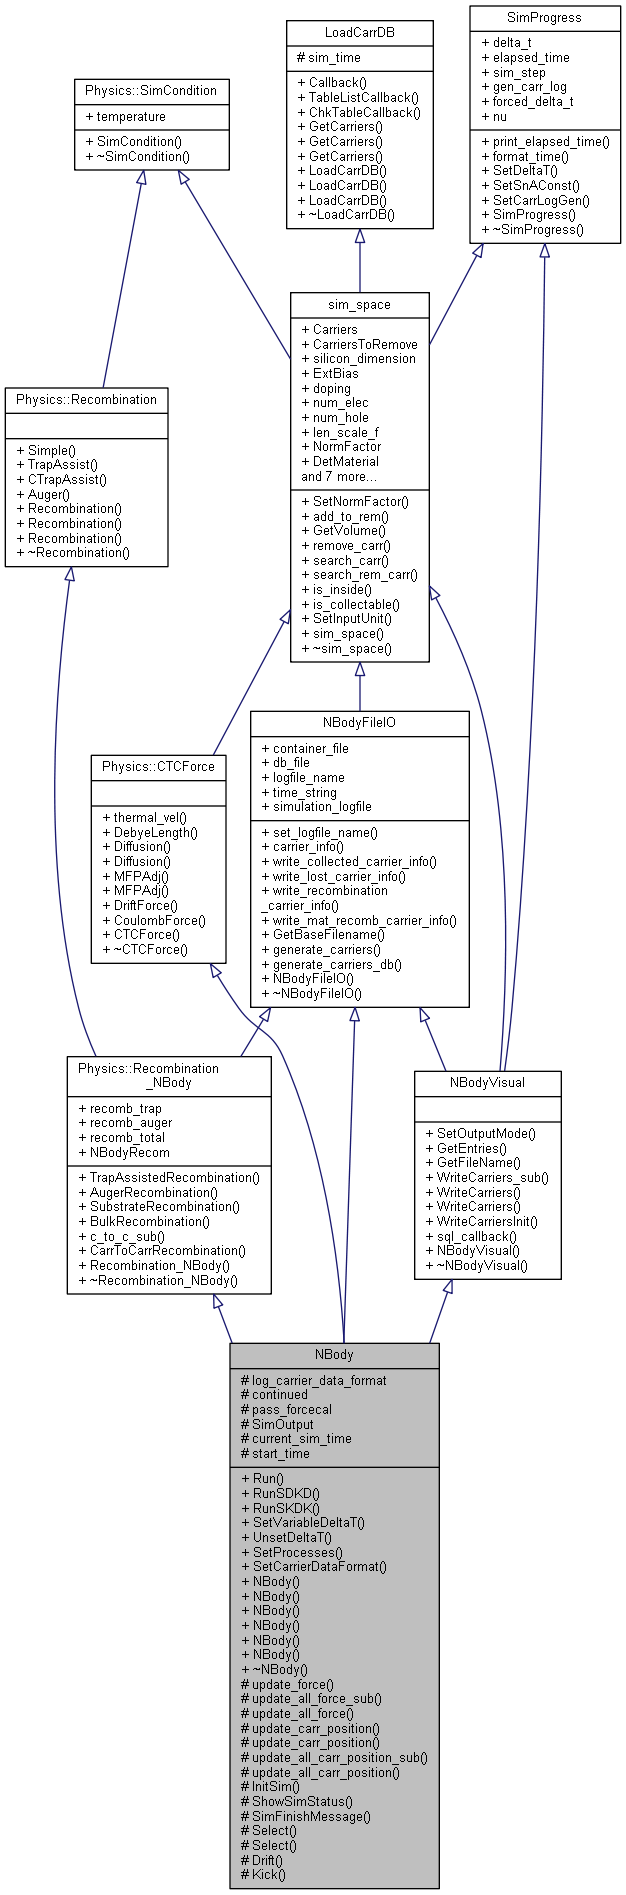 LoadCarrDB
# sim_time
+ Callback()
+ TableListCallback()
+ ChkTableCallback()
+ GetCarriers()
+ GetCarriers()
+ GetCarriers()
+ LoadCarrDB()
+ LoadCarrDB()
+ LoadCarrDB()
+ ~LoadCarrDB()
SimProgress
+ delta_t
+ elapsed_time
+ sim_step
+ gen_carr_log
+ forced_delta_t
+ nu
+ print_elapsed_time()
+ format_time()
+ SetDeltaT()
+ SetSnAConst()
+ SetCarrLogGen()
+ SimProgress()
+ ~SimProgress()
Physics::SimCondition
+ temperature
+ SimCondition()
+ ~SimCondition()
sim_space
+ Carriers
+ CarriersToRemove
+ silicon_dimension
+ ExtBias
+ doping
+ num_elec
+ num_hole
+ len_scale_f
+ NormFactor
+ DetMaterial
and 7 more...
+ SetNormFactor()
+ add_to_rem()
+ GetVolume()
+ remove_carr()
+ search_carr()
+ search_rem_carr()
+ is_inside()
+ is_collectable()
+ SetInputUnit()
+ sim_space()
+ ~sim_space()
Physics::Recombination
+ Simple()
+ TrapAssist()
+ CTrapAssist()
+ Auger()
+ Recombination()
+ Recombination()
+ Recombination()
+ ~Recombination()
NBodyFileIO
+ container_file
+ db_file
+ logfile_name
+ time_string
+ simulation_logfile
+ set_logfile_name()
+ carrier_info()
+ write_collected_carrier_info()
+ write_lost_carrier_info()
+ write_recombination
_carrier_info()
+ write_mat_recomb_carrier_info()
+ GetBaseFilename()
+ generate_carriers()
+ generate_carriers_db()
+ NBodyFileIO()
+ ~NBodyFileIO()
Physics::CTCForce
+ thermal_vel()
+ DebyeLength()
+ Diffusion()
+ Diffusion()
+ MFPAdj()
+ MFPAdj()
+ DriftForce()
+ CoulombForce()
+ CTCForce()
+ ~CTCForce()
Physics::Recombination
_NBody
+ recomb_trap
+ recomb_auger
+ recomb_total
+ NBodyRecom
+ TrapAssistedRecombination()
+ AugerRecombination()
+ SubstrateRecombination()
+ BulkRecombination()
+ c_to_c_sub()
+ CarrToCarrRecombination()
+ Recombination_NBody()
+ ~Recombination_NBody()
NBodyVisual
+ SetOutputMode()
+ GetEntries()
+ GetFileName()
+ WriteCarriers_sub()
+ WriteCarriers()
+ WriteCarriers()
+ WriteCarriersInit()
+ sql_callback()
+ NBodyVisual()
+ ~NBodyVisual()
NBody
# log_carrier_data_format
# continued
# pass_forcecal
# SimOutput
# current_sim_time
# start_time
+ Run()
+ RunSDKD()
+ RunSKDK()
+ SetVariableDeltaT()
+ UnsetDeltaT()
+ SetProcesses()
+ SetCarrierDataFormat()
+ NBody()
+ NBody()
+ NBody()
+ NBody()
+ NBody()
+ NBody()
+ ~NBody()
# update_force()
# update_all_force_sub()
# update_all_force()
# update_carr_position()
# update_carr_position()
# update_all_carr_position_sub()
# update_all_carr_position()
# InitSim()
# ShowSimStatus()
# SimFinishMessage()
# Select()
# Select()
# Drift()
# Kick()